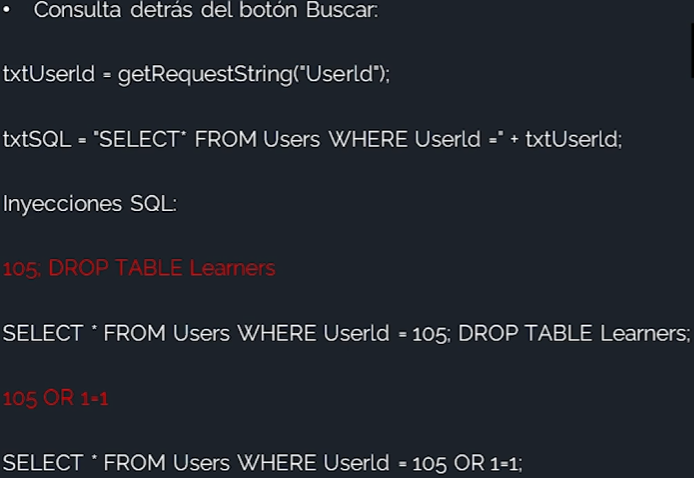 • Consulta detrás del botón Buscar:
txtUserId = getRequestString("UserId");
txtSQL = "SELECT* FROM Users WHERE UserId =" + txtUserId;
Inyecciones SQL:
105; DROP TABLE Learners
SELECT * FROM Users WHERE UserId = 105; DROP TABLE Learners;
105 OR 1=1
SELECT * FROM Users WHERE UserId = 105 OR 1=1;